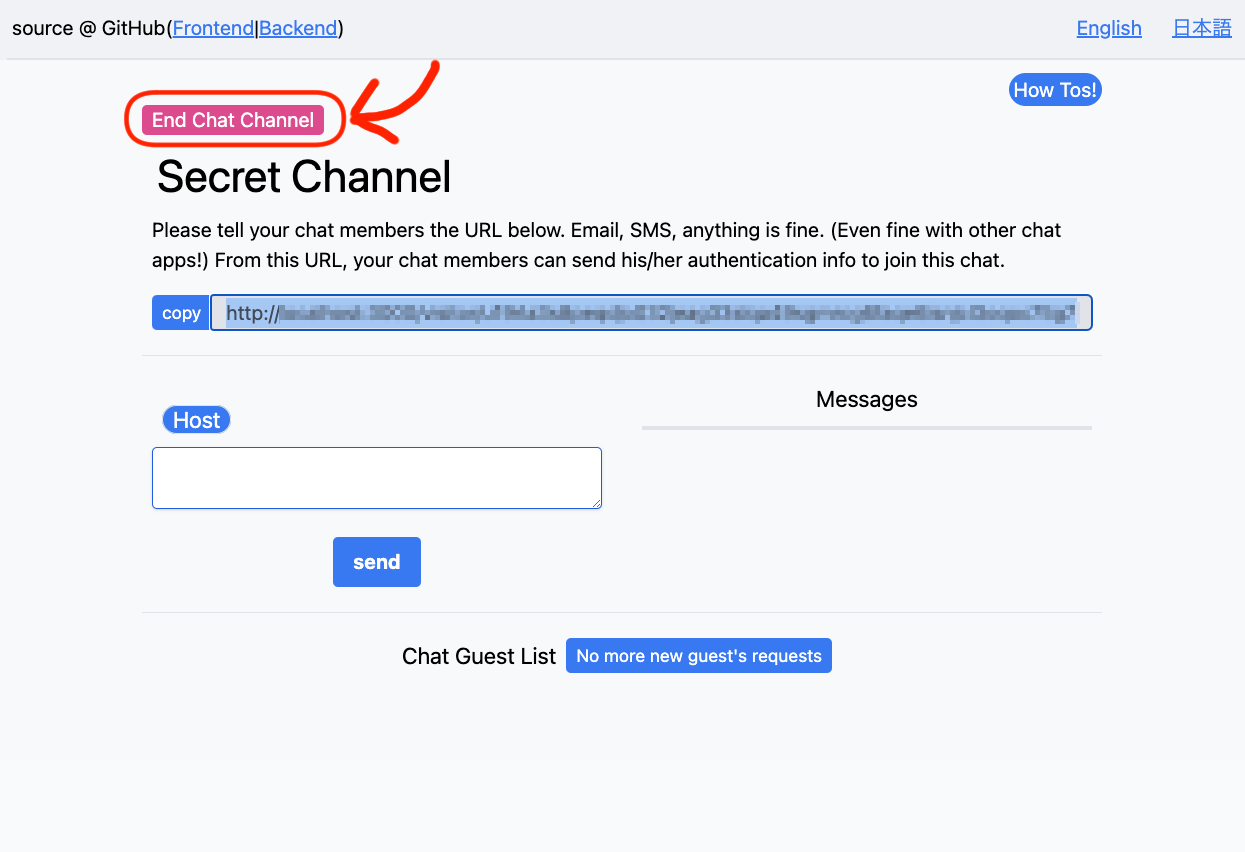 source @ GitHub(Frontend|Backend)
English
日本語
How Tos!
End Chat Channel
Secret Channel
Please tell your chat members the URL below. Email, SMS, anything is fine. (Even fine with other chat
apps!) From this URL, your chat members can send his/her authentication info to join this chat.
copy
http://
Host
Messages
send
Chat Guest List
No more new guest's requests